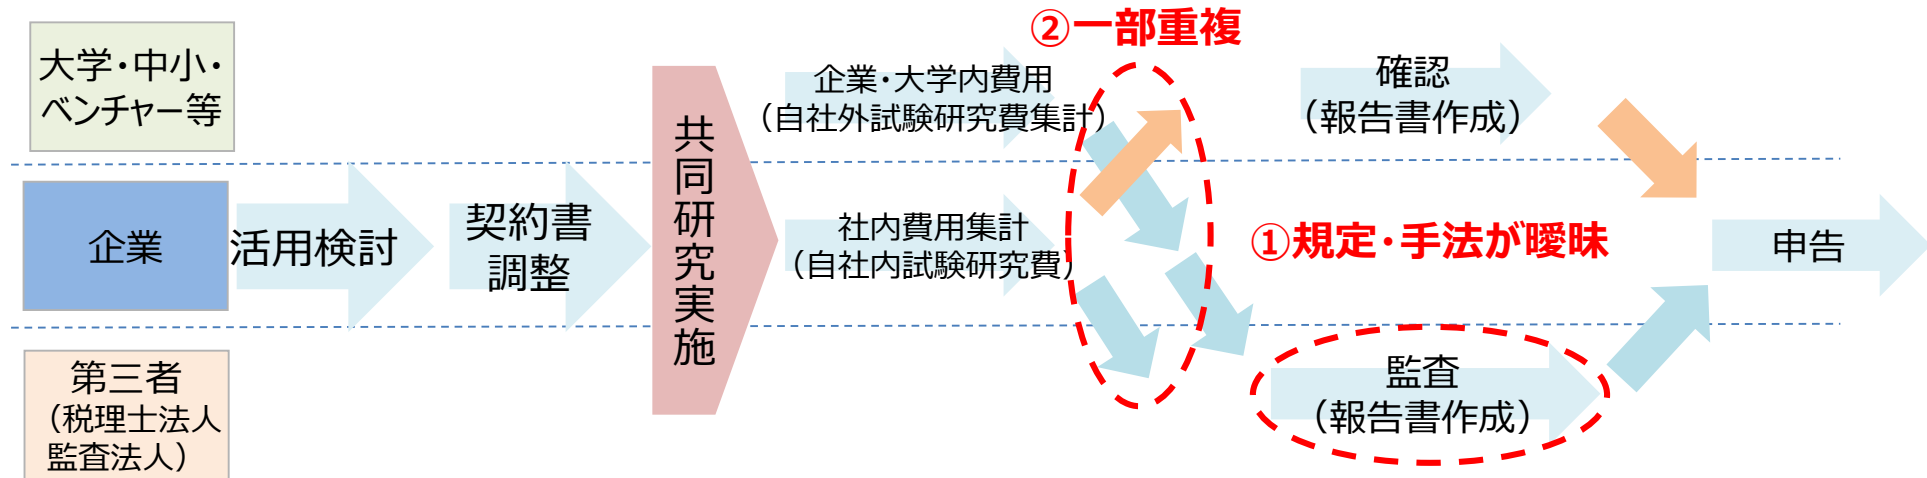 ②一部重複
大学・中小・
ベンチャー等
企業・大学内費用
（自社外試験研究費集計）
確認
（報告書作成）
共同研究実施
企業
活用検討
契約書
調整
社内費用集計
（自社内試験研究費）
①規定・手法が曖昧
申告
第三者
（税理士法人
監査法人）
監査
（報告書作成）